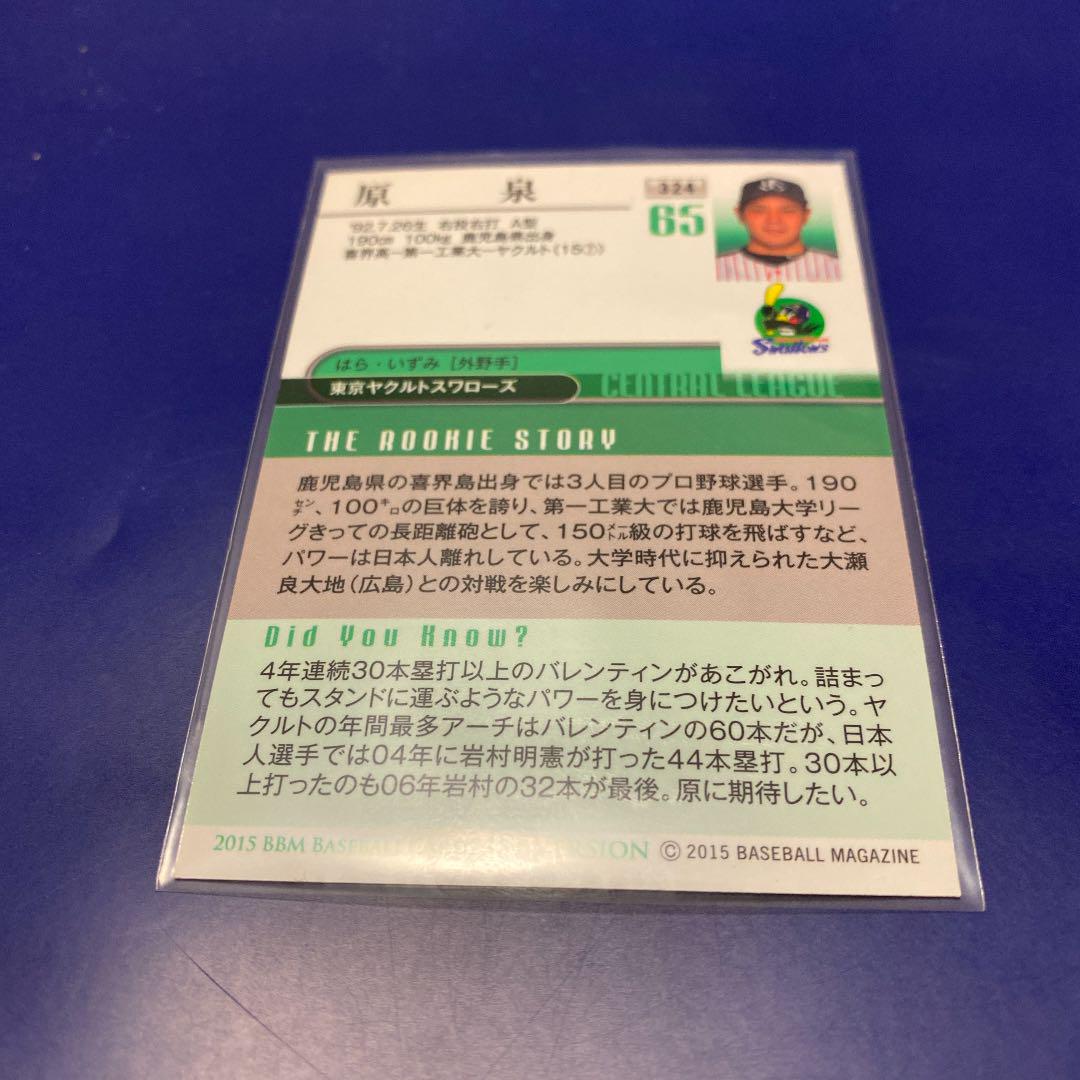 原 泉
324
65
'92.7.26生 右投右打 A型
190cm 100kg 鹿児島県出身
喜界高ー第一工業大ーヤクルト(15②)
Swallows
はら・いずみ [外野手]
東京ヤクルトスワローズ
CENTRAL LEAGUE
THE ROOKIE STORY
鹿児島県の喜界島出身では3人目のプロ野球選手。190
センチ、100キロの巨体を誇り、第一工業大では鹿児島大学リー
グきっての長距離砲として、150メートル級の打球を飛ばすなど、
パワーは日本人離れしている。大学時代に抑えられた大瀬
良大地(広島)との対戦を楽しみにしている。
Did You Know?
4年連続30本塁打以上のバレンティンがあこがれ。詰まっ
てもスタンドに運ぶようなパワーを身につけたいという。ヤ
クルトの年間最多アーチはバレンティンの60本だが、日本
人選手では04年に岩村明憲が打った44本塁打。30本以
上打ったのも06年岩村の32本が最後。原に期待したい。
2015 BBM BASEBALL VERSION © 2015 BASEBALL MAGAZINE